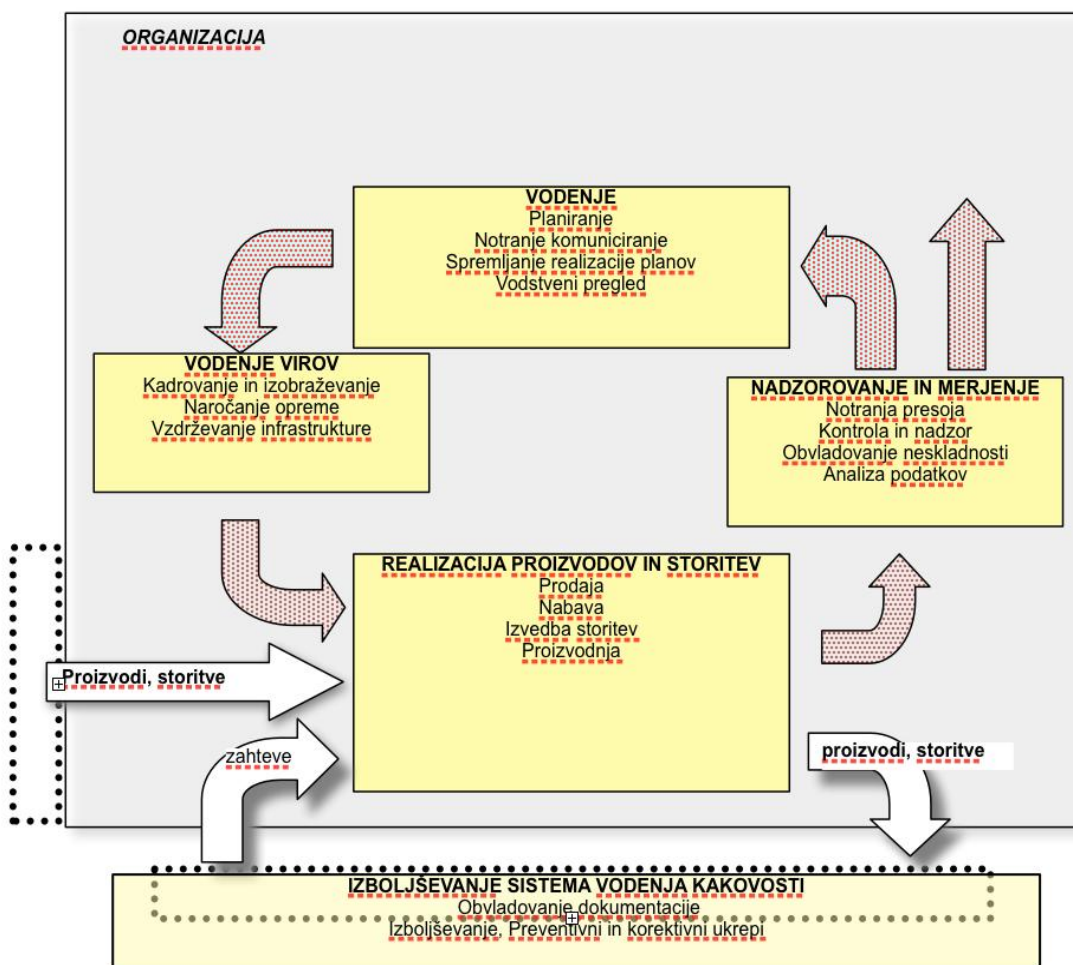 ORGANIZACIJA
VODENJE
Planiranje
Notranje komuniciranje
Spremljanje realizacije planov
Vodstveni pregled
VODENJE VIROV
Kadrovanje in izobraževanje
Naročanje opreme
Vzdrževanje infrastrukture
NADZOROVANJE IN MERJENJE
Notranja presoja
Kontrola in nadzor
Obvladovanje neskladnosti
Analiza podatkov
REALIZACIJA PROIZVODOV IN STORITEV
Prodaja
Nabava
Izvedba storitev
Proizvodnja
Proizvodi, storitve
zahteve
proizvodi, storitve
IZBOLJŠEVANJE SISTEMA VODENJA KAKOVOSTI
Obvladovanje dokumentacije
Izboljševanje, Preventivni in korektivni ukrepi